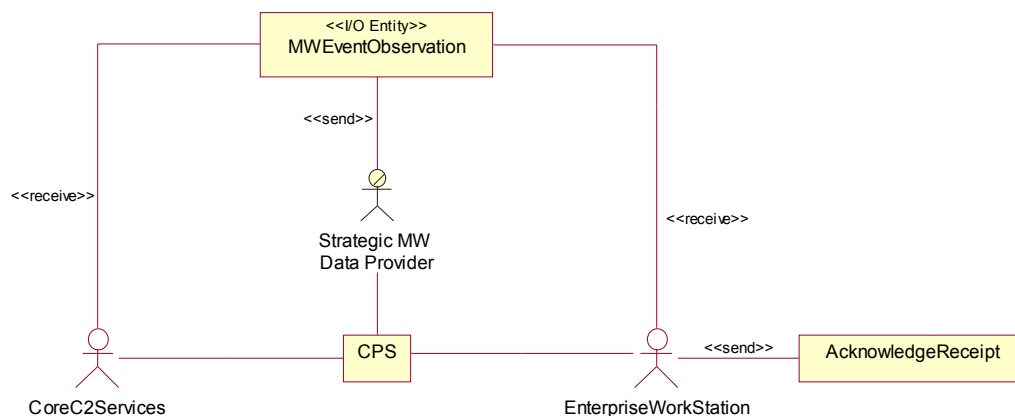 <<I/O Entity>>
MWEventObservation
<<send>>
<<receive>>
<<receive>>
Strategic MW
Data Provider
CPS
<<send>>
AcknowledgeReceipt
CoreC2Services
EnterpriseWorkStation